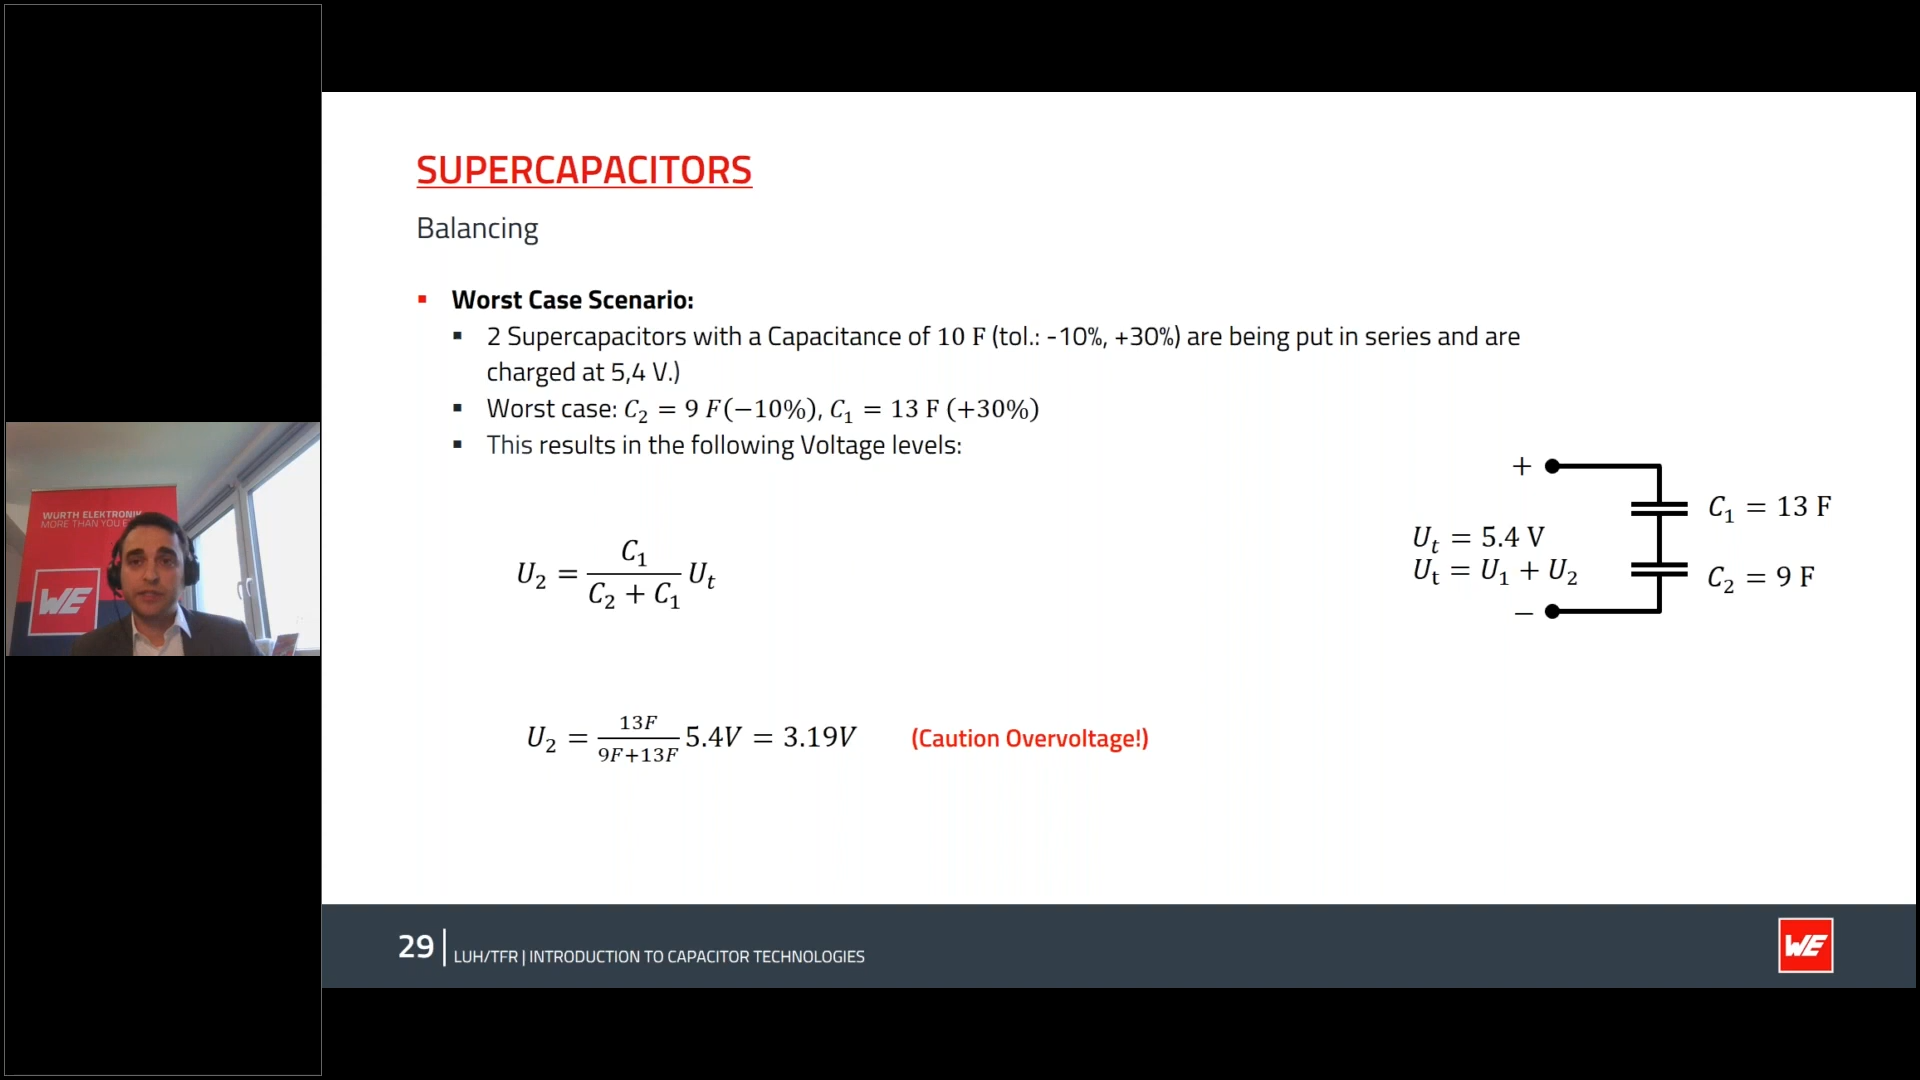 SUPERCAPACITORS
Balancing
▪ Worst Case Scenario:
▪ 2 Supercapacitors with a Capacitance of 10 F (tol.: -10%, +30%) are being put in series and are
charged at 5,4 V.)
▪ Worst case: C₂ = 9 F(−10%), C₁ = 13 F (+30%)
▪ This results in the following Voltage levels:
U₂ = C₁ / (C₂ + C₁) Uₜ
+
C₁ = 13 F
Uₜ = 5.4 V
Uₜ = U₁ + U₂
C₂ = 9 F
−
U₂ = 13F / (9F+13F) 5.4V = 3.19V (Caution Overvoltage!)
29 | LUH/TFR | INTRODUCTION TO CAPACITOR TECHNOLOGIES
WE
WÜRTH ELEKTRONIK
MORE THAN YOU
WE